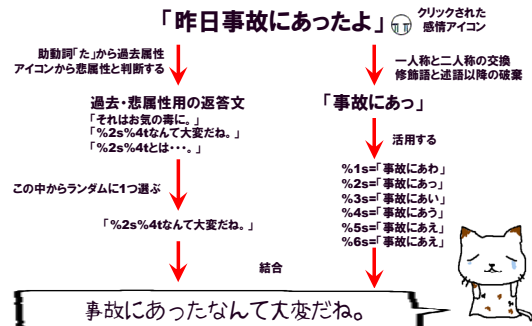 「昨日事故にあったよ」
クリックされた
感情アイコン
助動詞「た」から過去属性
アイコンから悲属性と判断する
一人称と二人称の交換
修飾語と述語以降の破棄
過去・悲属性用の返答文
「それはお気の毒に。」
「%2s%4tなんて大変だね。」
「%2s%4tとは・・・。」
「事故にあっ」
活用する
この中からランダムに1つ選ぶ
%1s=「事故にあわ」
%2s=「事故にあっ」
%3s=「事故にあい」
%4s=「事故にあう」
%5s=「事故にあえ」
%6s=「事故にあえ」
「%2s%4tなんて大変だね。」
結合
事故にあったなんて大変だね。